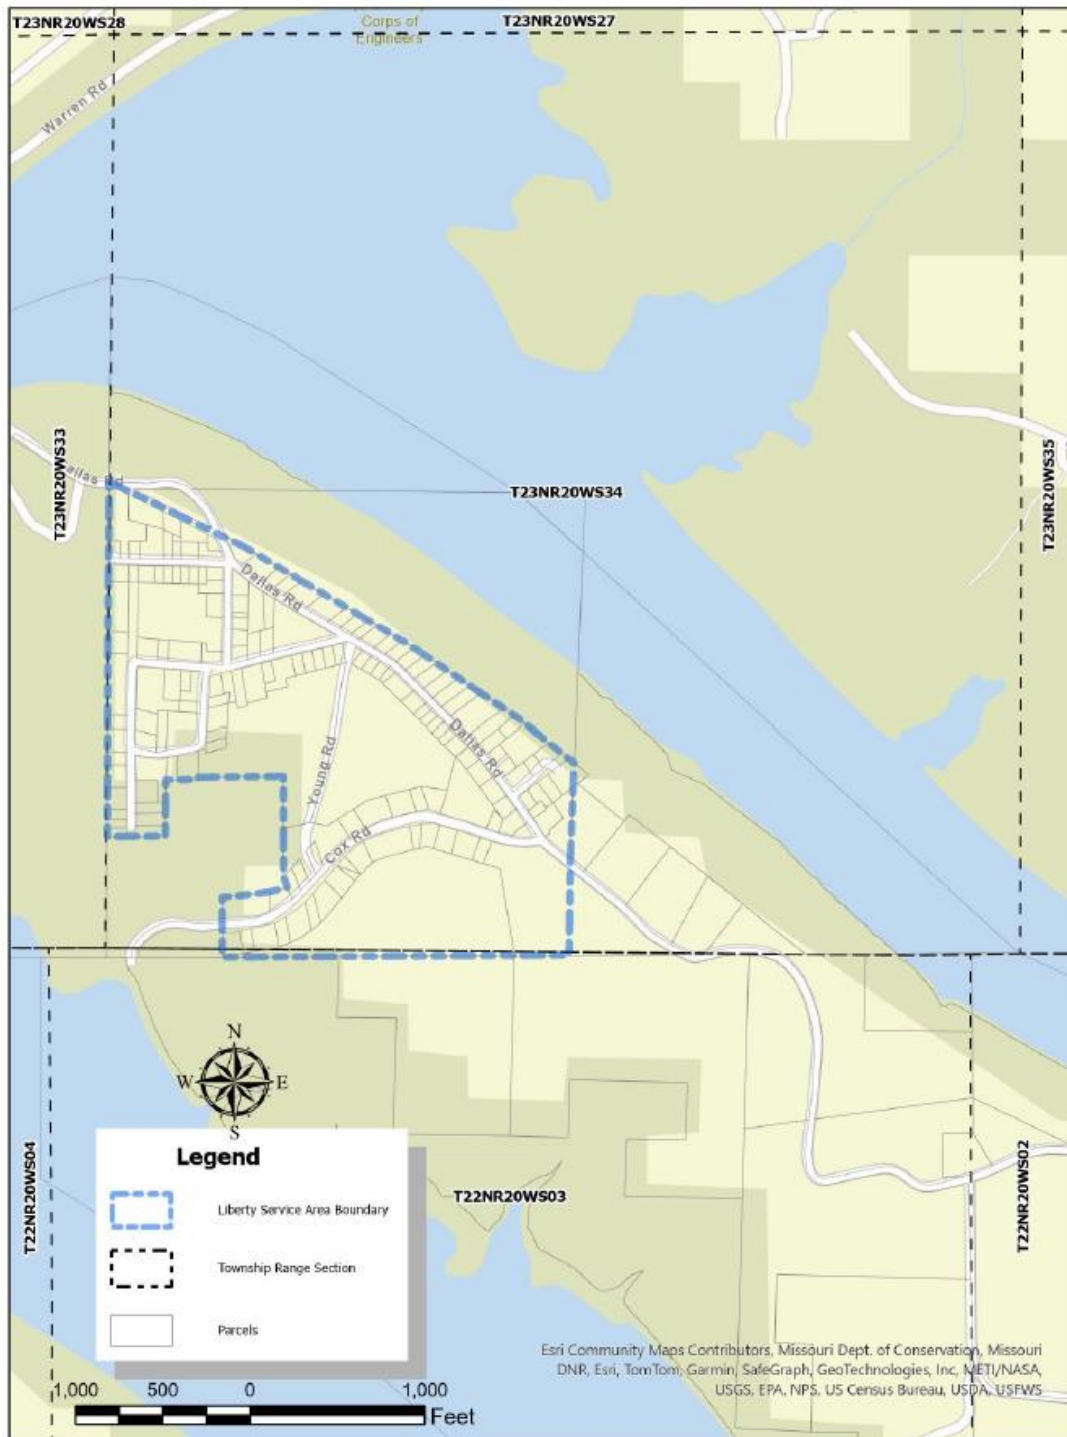 T23NR20WS28
Corps of
Engineers
T23NR20WS27
Warren Rd
T23NR20WS33
allas Rd
T23NR20WS34
T23NR20WS35
Dallas Rd
Dallas Rd
Young Rd
Cox Rd
N
W E
S
T22NR20WS04
Legend
Liberty Service Area Boundary
Township Range Section
Parcels
T22NR20WS03
T22NR20WS02
Esri Community Maps Contributors, Missouri Dept. of Conservation, Missouri
DNR, Esri, TomTom, Garmin, SafeGraph, GeoTechnologies, Inc, METI/NASA,
USGS, EPA, NPS, US Census Bureau, USDA, USFWS
1,000 500 0 1,000
Feet